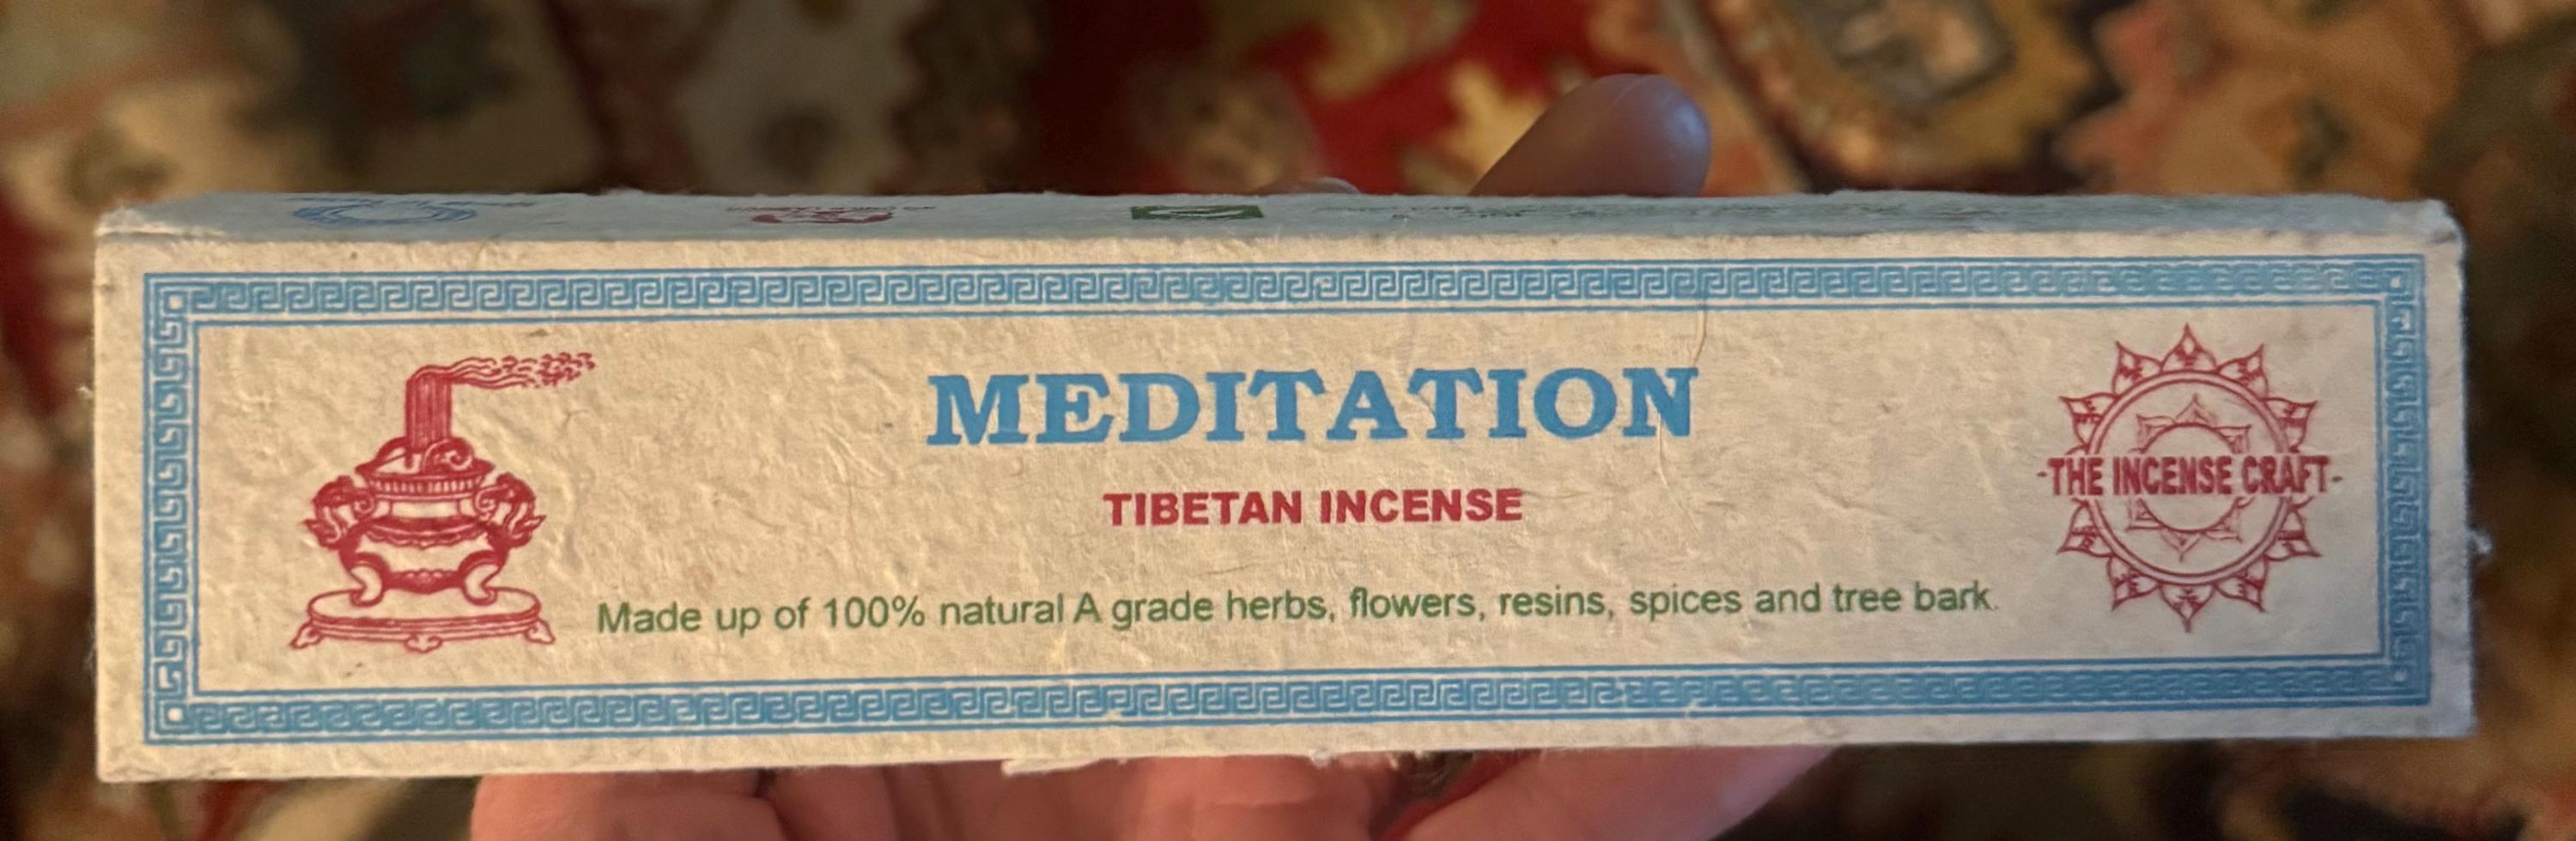 MEDITATION
TIBETAN INCENSE
Made up of 100% natural A grade herbs, flowers, resins, spices and tree bark.
-THE INCENSE CRAFT-